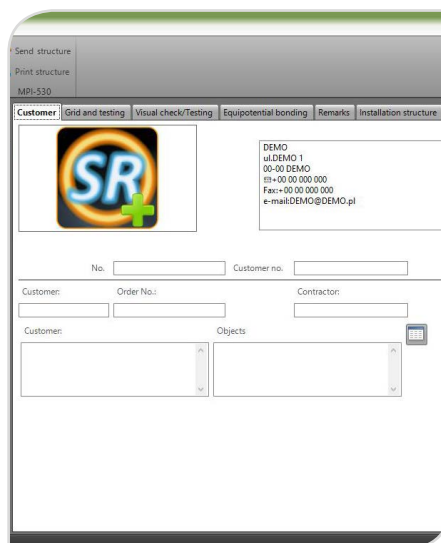 Send structure
Print structure
MPI-530
Customer Grid and testing Visual check/Testing Equipotential bonding Remarks Installation structure
SR
DEMO
ul.DEMO 1
00-00 DEMO
☎+00 00 000 000
Fax:+00 00 000 000
e-mail:DEMO@DEMO.pl
No. Customer no.
Customer: Order No.: Contractor:
Customer: Objects